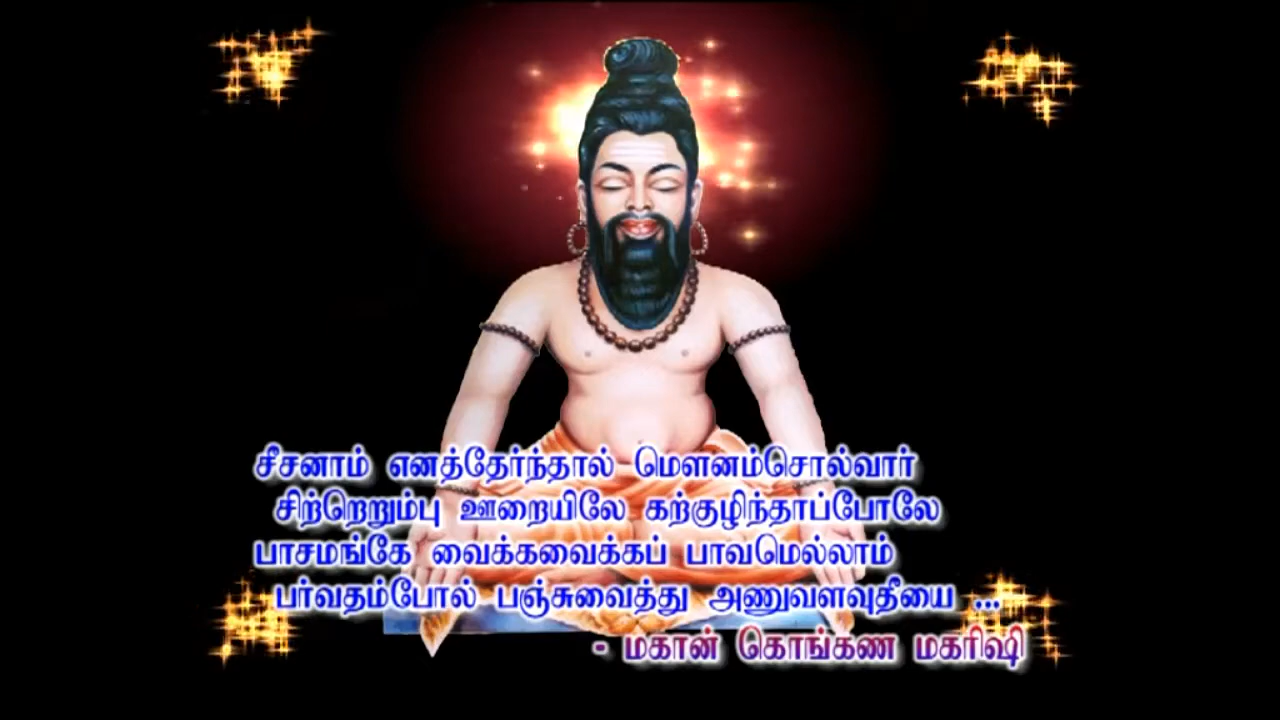 சீசனாம் எனத்தேர்ந்தால் மௌனம்சொல்வார்
சிற்றெறும்பு ஊறையிலே கற்குழிந்தாப்போலே
பாசமங்கே வைக்கவைக்கப் பாவமெல்லாம்
பர்வதம்போல் பஞ்சுவைத்து அணுவளவுதீயை ...
- மகான் கொங்கண மகரிஷி